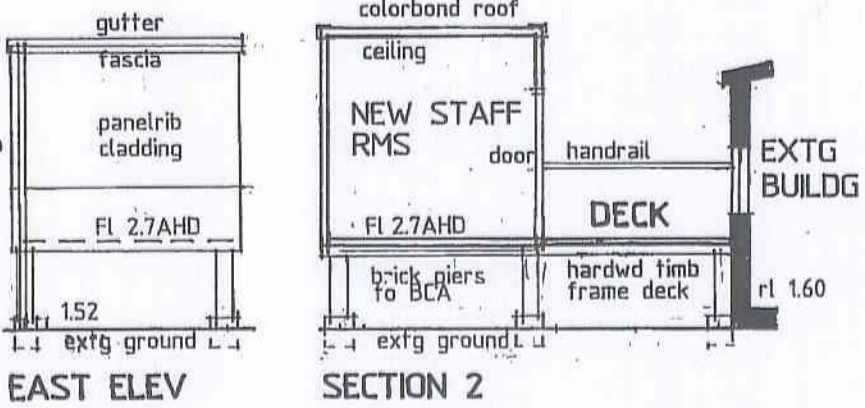 gutter
fascia
panelrib
cladding
FL 2.7AHD
1.52
extg ground
EAST ELEV
colorbond roof
ceiling
NEW STAFF
RMS
door
FL 2.7AHD
brick piers
to BCA
extg ground
SECTION 2
handrail
DECK
hardwd timb
frame deck
EXTG
BUILDG
rl 1.60